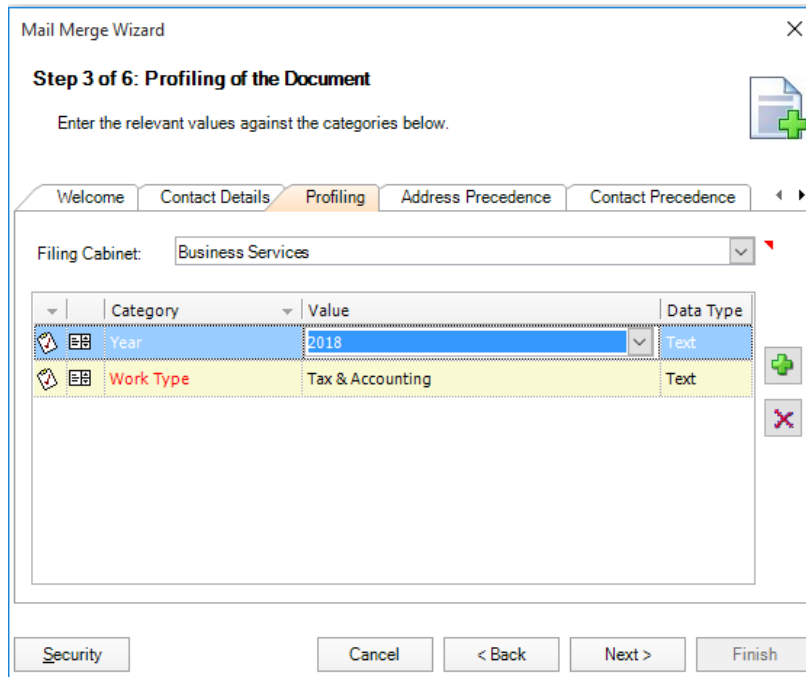 Mail Merge Wizard
Step 3 of 6: Profiling of the Document
Enter the relevant values against the categories below.
Welcome Contact Details Profiling Address Precedence Contact Precedence
Filing Cabinet: Business Services
Category Value Data Type
Year 2018 Text
Work Type Tax & Accounting Text
Security Cancel < Back Next > Finish